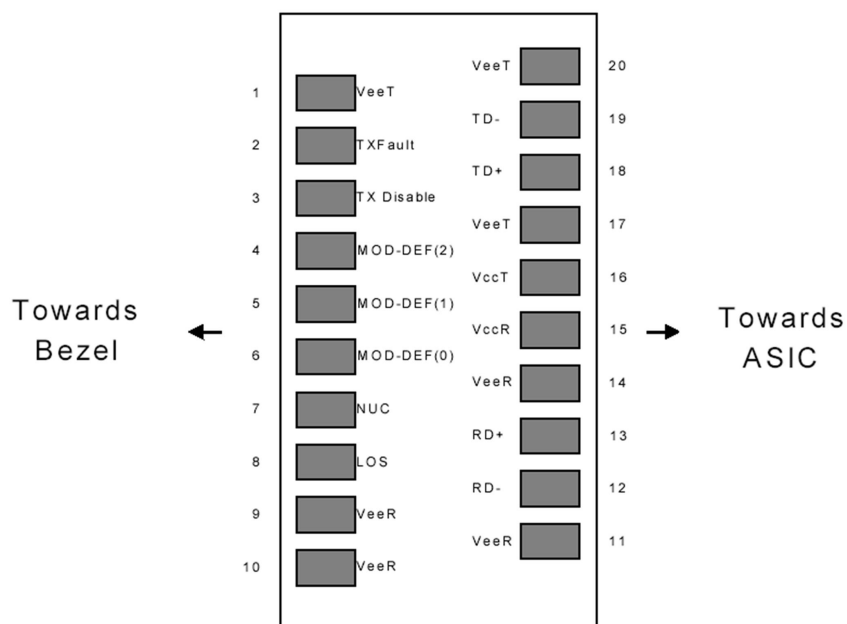 VeeT 20
1 VeeT
TD- 19
2 TXFault
TD+ 18
3 TX Disable
VeeT 17
4 MOD-DEF(2)
VccT 16
5 MOD-DEF(1)
Towards
Bezel
VccR 15
Towards
ASIC
6 MOD-DEF(0)
VeeR 14
7 NUC
RD+ 13
8 LOS
RD- 12
9 VeeR
VeeR 11
10 VeeR